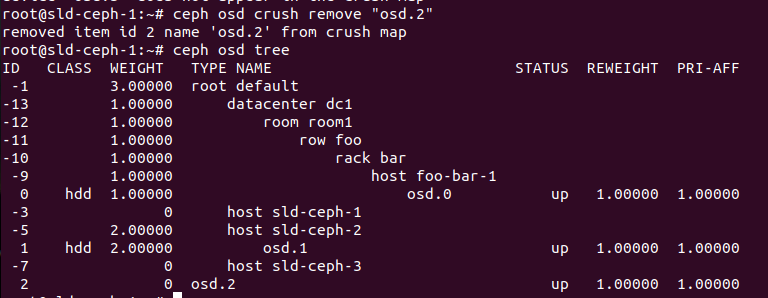 root@sld-ceph-1:~# ceph osd crush remove "osd.2"
removed item id 2 name 'osd.2' from crush map
root@sld-ceph-1:~# ceph osd tree
ID   CLASS  WEIGHT   TYPE NAME                           STATUS  REWEIGHT  PRI-AFF
 -1         3.00000  root default
-13         1.00000      datacenter dc1
-12         1.00000          room room1
-11         1.00000              row foo
-10         1.00000                  rack bar
 -9         1.00000                      host foo-bar-1
  0    hdd  1.00000                          osd.0           up   1.00000  1.00000
 -3               0      host sld-ceph-1
 -5         2.00000      host sld-ceph-2
  1    hdd  2.00000          osd.1                           up   1.00000  1.00000
 -7               0      host sld-ceph-3
  2               0  osd.2                                   up   1.00000  1.00000